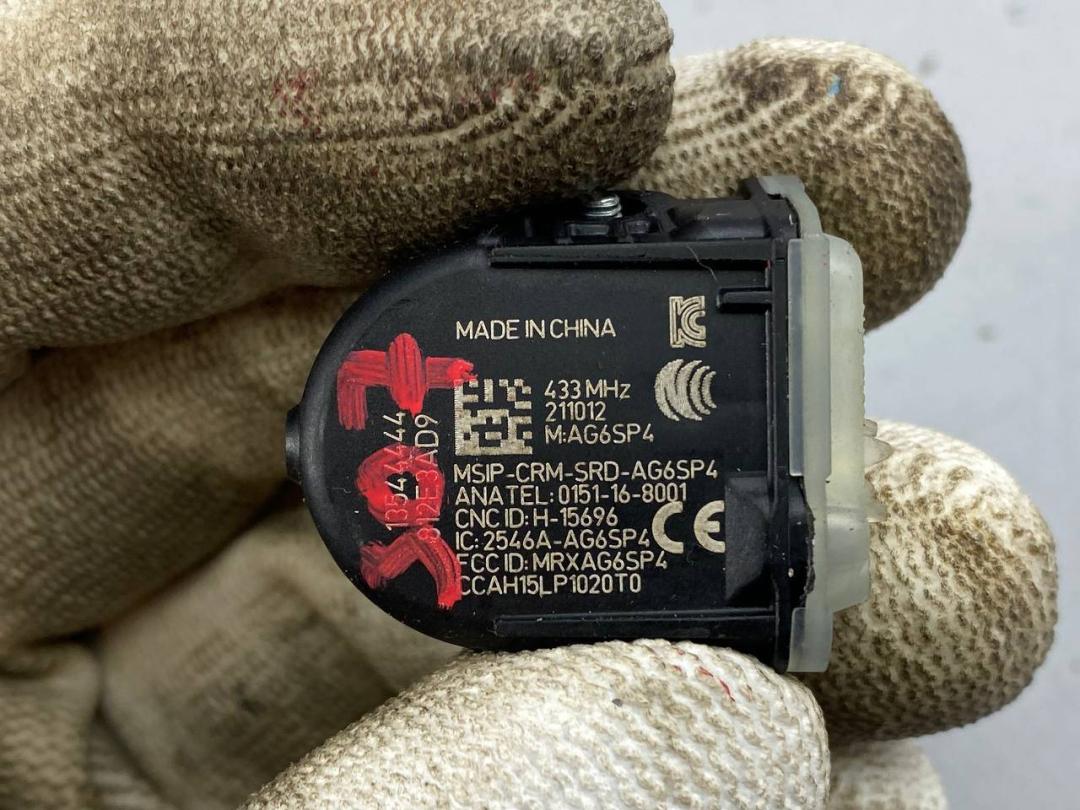 MADE IN CHINA
433 MHz
211012
M:AG6SP4
MSIP-CRM-SRD-AG6SP4
ANATEL: 0151-16-8001
CNC ID: H-15696
IC: 2546A-AG6SP4
CE
FCC ID: MRXAG6SP4
CCAH15LP1020T0